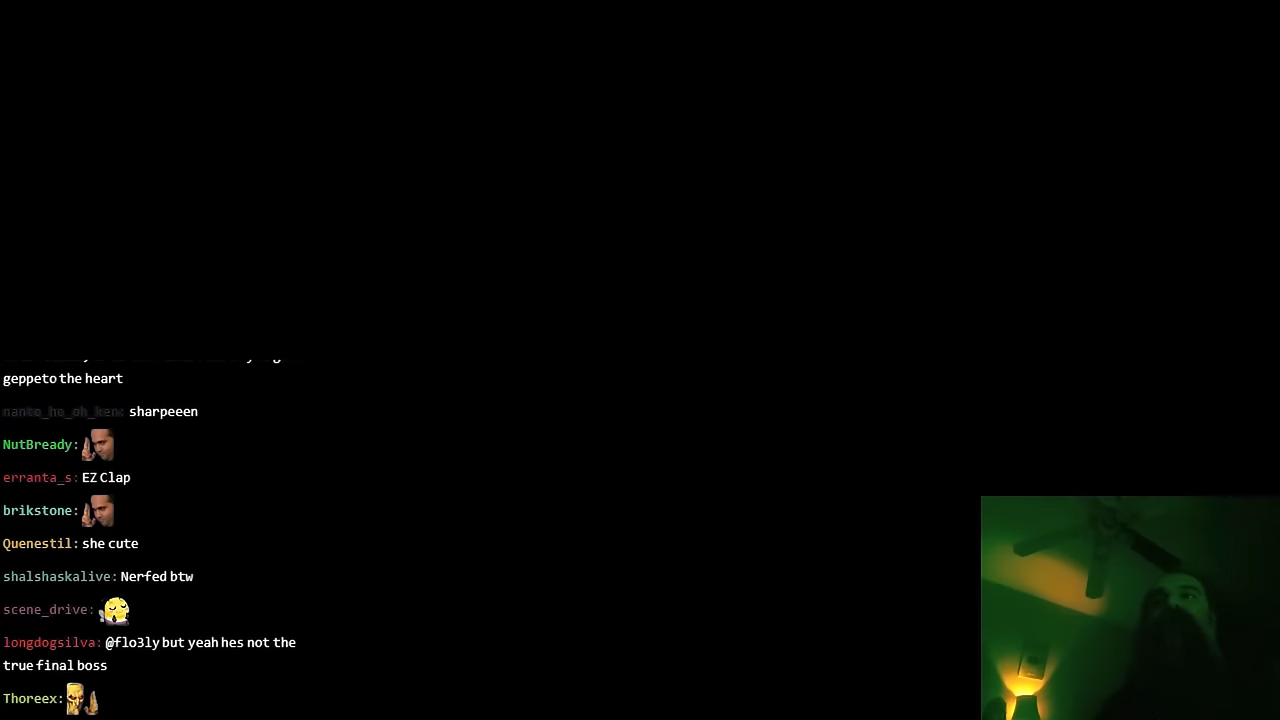 geppeto the heart
nanto_ho_oh_ken: sharpeeen
NutBready:
erranta_s: EZ Clap
brikstone:
Quenestil: she cute
shalshaskalive: Nerfed btw
scene_drive:
longdogsilva: @flo3ly but yeah hes not the
true final boss
Thoreex: